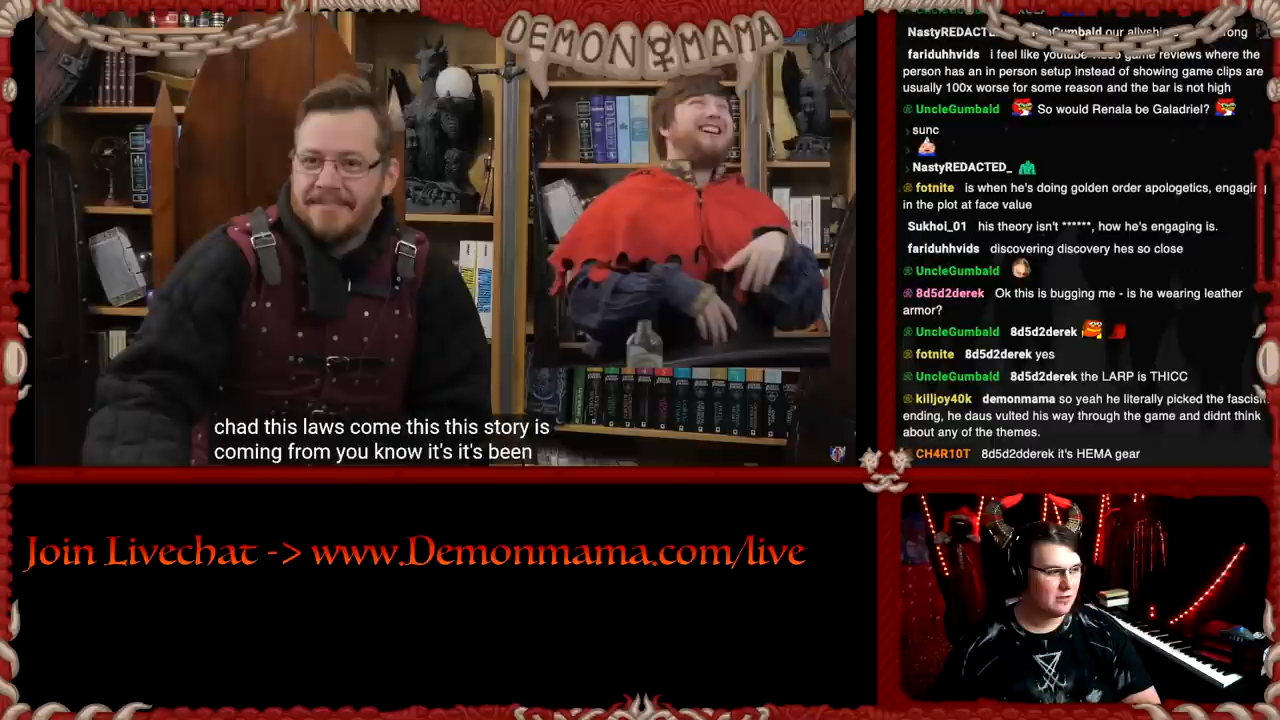 DEMON MAMA
chad this laws come this this story is
coming from you know it's it's been
Join Livechat -> www.Demonmama.com/live
fariduhhvids i feel like youtube video game reviews where the
person has an in person setup instead of showing game clips are
usually 100x worse for some reason and the bar is not high
UncleGumbald So would Renala be Galadriel?
sunc
NastyREDACTED_
fotnite is when he's doing golden order apologetics, engaging
in the plot at face value
Sukhoi_01 his theory isn't ******, how he's engaging is.
fariduhhvids discovering discovery hes so close
UncleGumbald
8d5d2derek Ok this is bugging me - is he wearing leather
armor?
UncleGumbald 8d5d2derek
fotnite 8d5d2derek yes
UncleGumbald 8d5d2derek the LARP is THICC
killjoy40k demonmama so yeah he literally picked the fascist
ending, he daus vulted his way through the game and didnt think
about any of the themes.
CH4R10T 8d5d2dderek it's HEMA gear